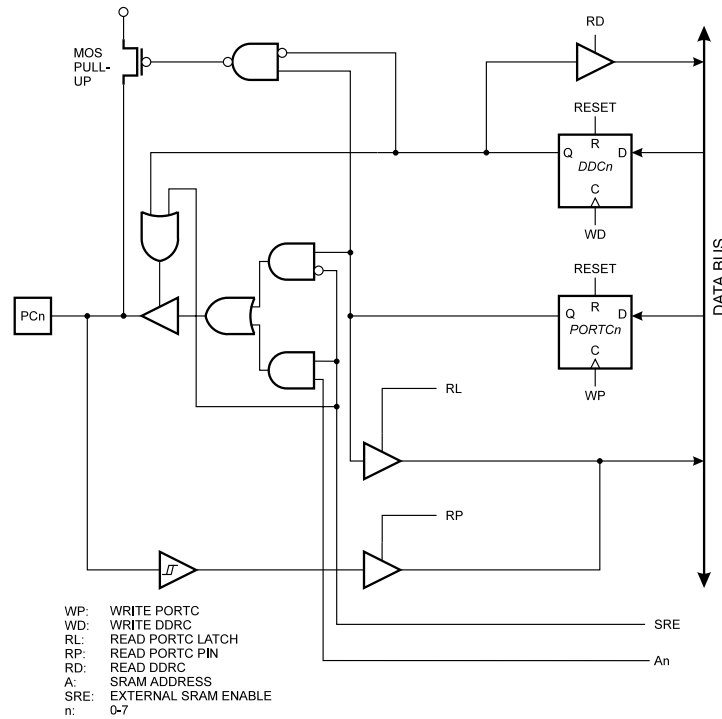 RD
MOS
PULL-
UP
RESET
R
Q
D
DDCn
C
WD
DATA BUS
RESET
R
Q
D
PORTCn
C
WP
PCn
RL
RP
WP: WRITE PORTC
WD: WRITE DDRC
RL: READ PORTC LATCH
RP: READ PORTC PIN
RD: READ DDRC
A: SRAM ADDRESS
SRE: EXTERNAL SRAM ENABLE
n: 0-7
SRE
An